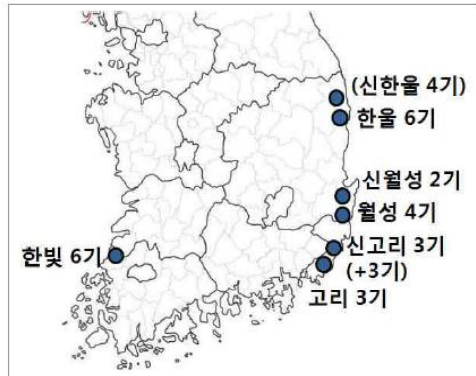 (신한울 4기)
한울 6기
신월성 2기
월성 4기
신고리 3기
(+3기)
고리 3기
한빛 6기